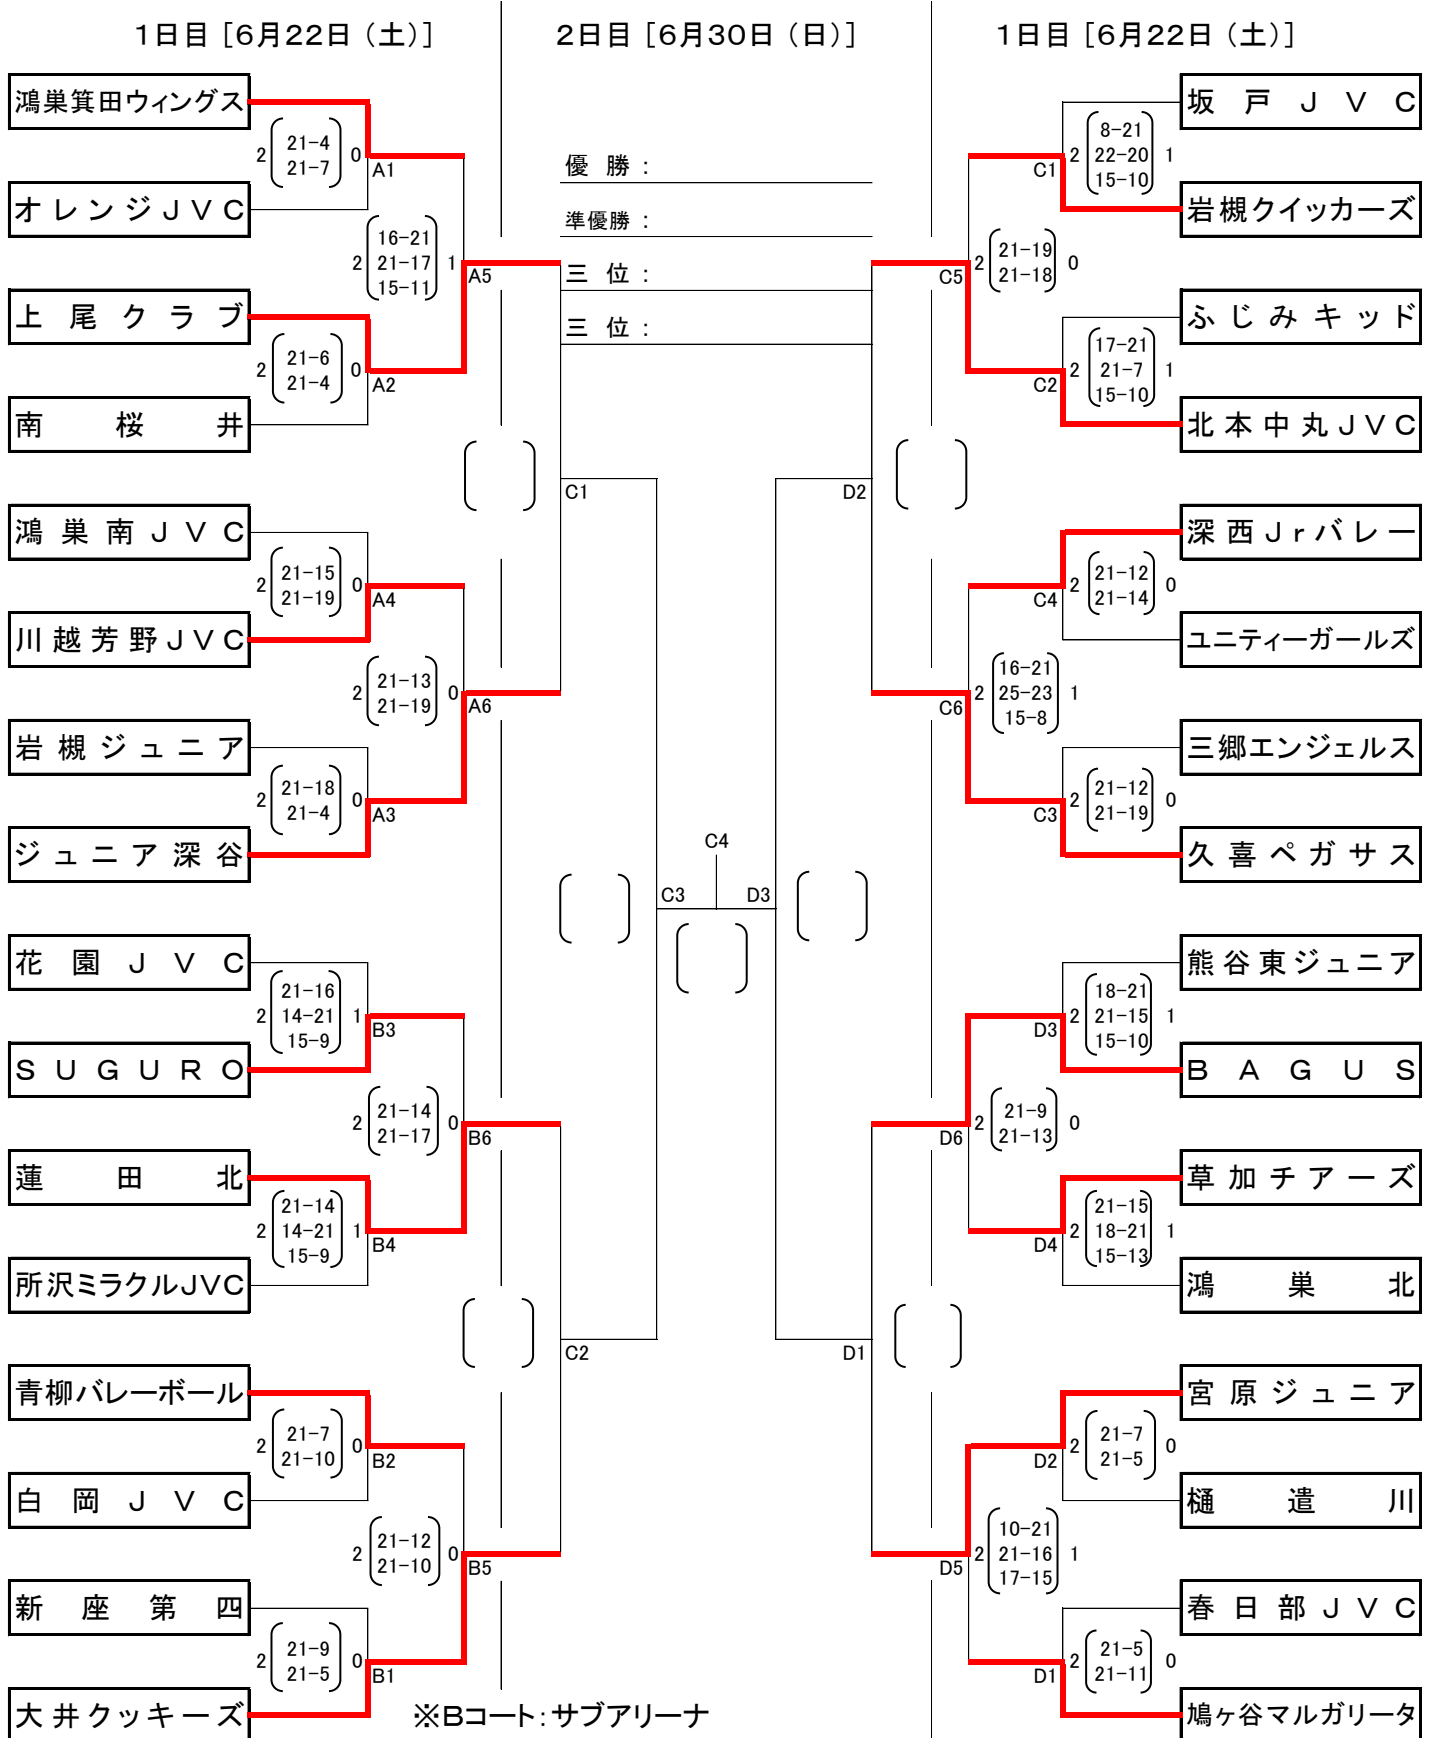 1日目 [6月22日（土）]
2日目 [6月30日（日）]
1日目 [6月22日（土）]
鴻巣箕田ウィングス
2 21-4 0
21-7
A1
オレンジJVC
2 16-21 1
21-17
15-11
A5
上尾クラブ
2 21-6 0
21-4
A2
南桜井
鴻巣南JVC
2 21-15 0
21-19
A4
川越芳野JVC
2 21-13 0
21-19
A6
岩槻ジュニア
2 21-18 0
21-4
A3
ジュニア深谷
花園JVC
2 21-16 1
14-21
15-9
B3
SUGURO
2 21-14 0
21-17
B6
蓮田北
2 21-14 1
14-21
15-9
B4
所沢ミラクルJVC
青柳バレーボール
2 21-7 0
21-10
B2
白岡JVC
2 21-12 0
21-10
B5
新座第四
2 21-9 0
21-5
B1
大井クッキーズ
優勝：
準優勝：
三位：
三位：
C1
D2
C4
C3
D3
C2
D1
※Bコート：サブアリーナ
坂戸JVC
C1
2 8-21 1
22-20
15-10
岩槻クイッカーズ
C5
2 21-19 0
21-18
ふじみキッド
C2
2 17-21 1
21-7
15-10
北本中丸JVC
深西Jrバレー
C4
2 21-12 0
21-14
ユニティーガールズ
C6
2 16-21 1
25-23
15-8
三郷エンジェルス
C3
2 21-12 0
21-19
久喜ペガサス
熊谷東ジュニア
D3
2 18-21 1
21-15
15-10
BAGUS
D6
2 21-9 0
21-13
草加チアーズ
D4
2 21-15 1
18-21
15-13
鴻巣北
宮原ジュニア
D2
2 21-7 0
21-5
樋遣川
D5
2 10-21 1
21-16
17-15
春日部JVC
D1
2 21-5 0
21-11
鳩ヶ谷マルガリータ